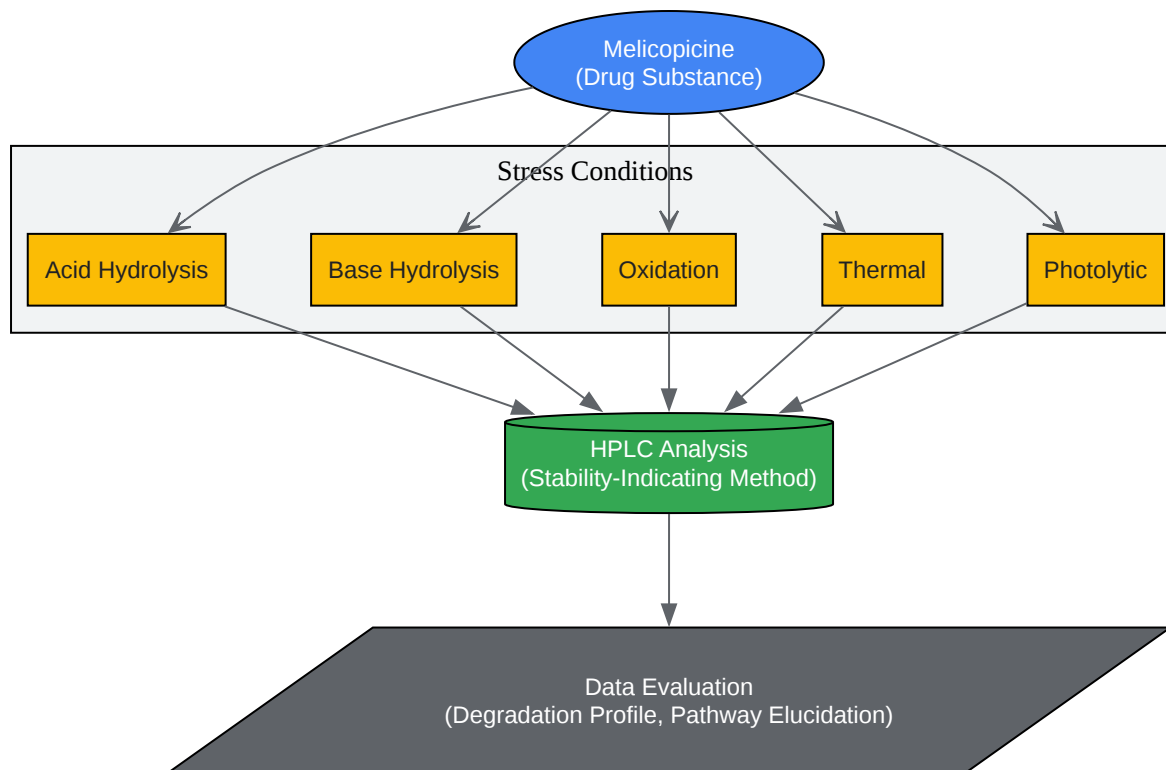 Melicopicine
(Drug Substance)
Stress Conditions
Acid Hydrolysis
Base Hydrolysis
Oxidation
Thermal
Photolytic
HPLC Analysis
(Stability-Indicating Method)
Data Evaluation
(Degradation Profile, Pathway Elucidation)